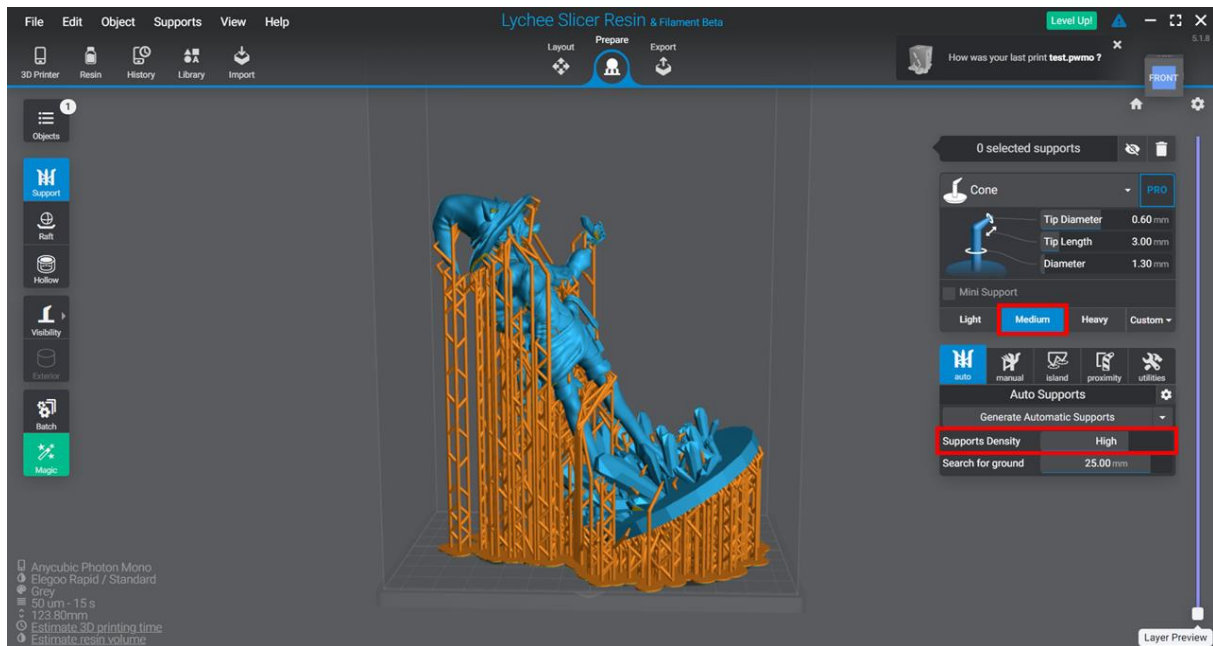 File Edit Object Supports View Help
Lychee Slicer Resin & Filament Beta
Level Up!
5.1.8
3D Printer Resin History Library Import
Layout Prepare Export
How was your last print test.pwmo ?
FRONT
1
Objects
Support
Raft
Hollow
Visibility
Exterior
Batch
Magic
0 selected supports
Cone
PRO
Tip Diameter 0.60 mm
Tip Length 3.00 mm
Diameter 1.30 mm
Mini Support
Light Medium Heavy Custom
auto manual island proximity utilities
Auto Supports
Generate Automatic Supports
Supports Density High
Search for ground 25.00 mm
Anycubic Photon Mono
Elegoo Rapid / Standard
Grey
50 um - 15 s
123.80mm
Estimate 3D printing time
Estimate resin volume
Layer Preview